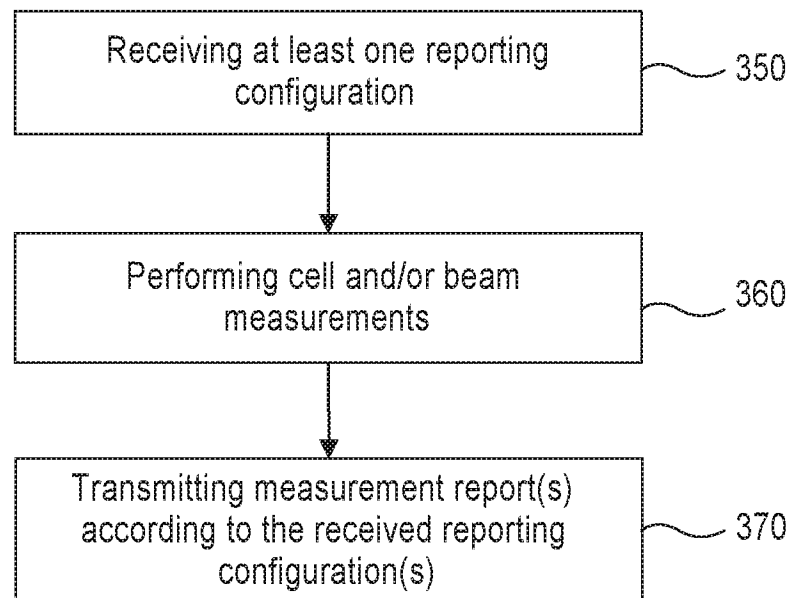 Receiving at least one reporting
configuration
350
Performing cell and/or beam
measurements
360
Transmitting measurement report(s)
according to the received reporting
configuration(s)
370